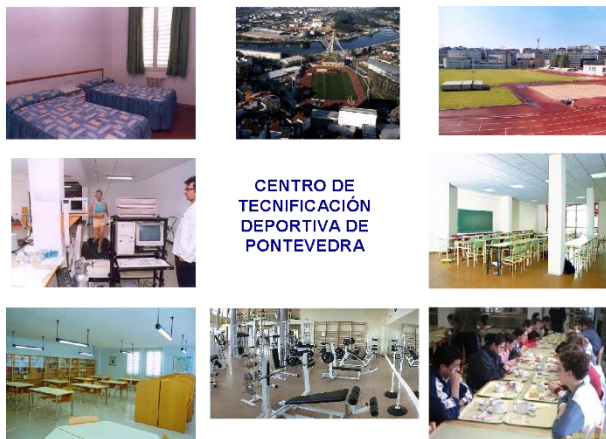 CENTRO DE
TECNIFICACIÓN
DEPORTIVA DE
PONTEVEDRA